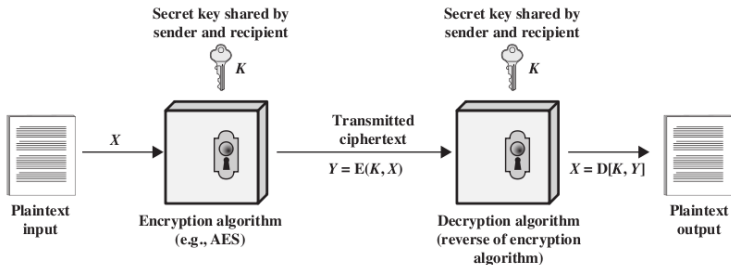 Secret key shared by
sender and recipient
K
Secret key shared by
sender and recipient
K
X
Transmitted
ciphertext
Y = E(K, X)
X = D[K, Y]
Plaintext
input
Encryption algorithm
(e.g., AES)
Decryption algorithm
(reverse of encryption
algorithm)
Plaintext
output